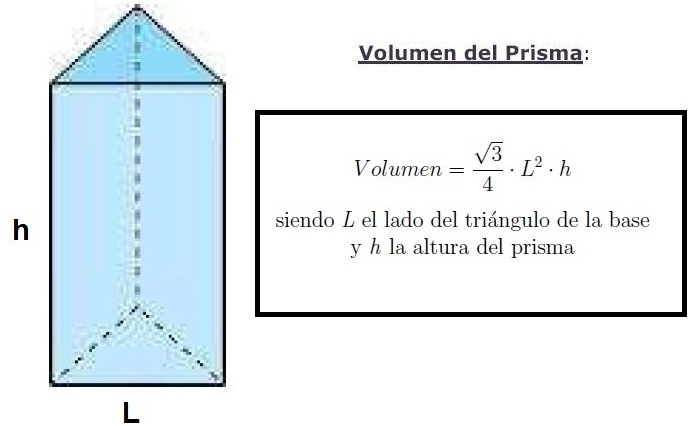 Volumen del Prisma:
Volumen = √3/4 · L² · h
siendo L el lado del triángulo de la base
y h la altura del prisma
h
L